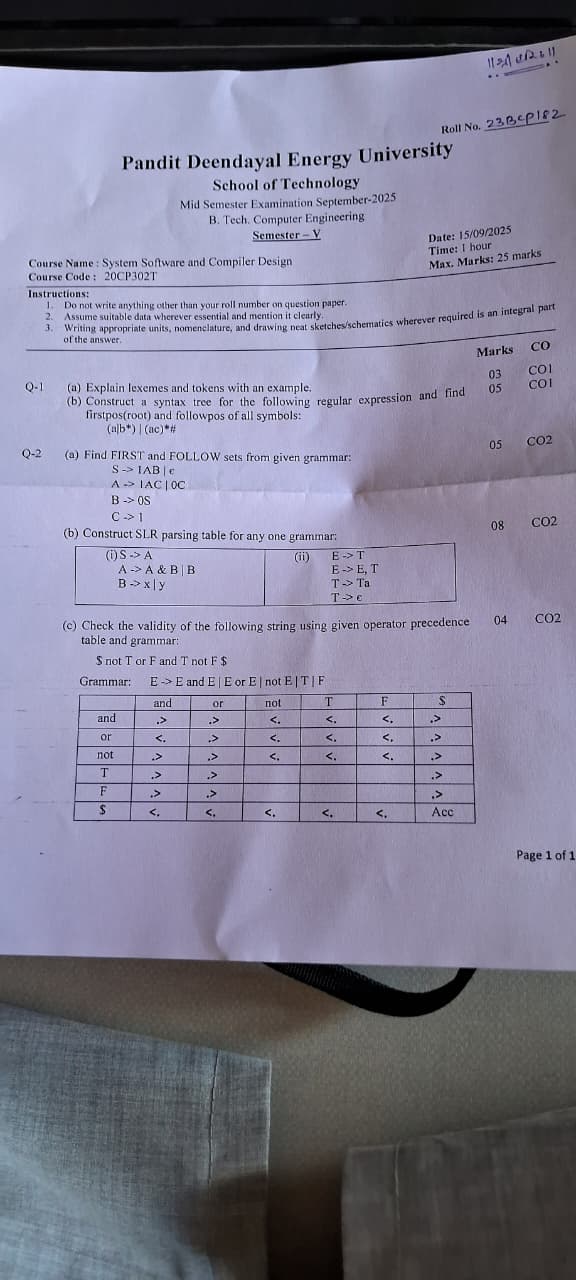 ॥श्री હરિ:॥
Roll No. 23BCP182
Pandit Deendayal Energy University
School of Technology
Mid Semester Examination September-2025
B. Tech. Computer Engineering
Semester – V
Date: 15/09/2025
Course Name : System Software and Compiler Design
Time: 1 hour
Course Code : 20CP302T
Max. Marks: 25 marks
Instructions:
1. Do not write anything other than your roll number on question paper.
2. Assume suitable data wherever essential and mention it clearly.
3. Writing appropriate units, nomenclature, and drawing neat sketches/schematics wherever required is an integral part
of the answer.
Marks CO
Q-1 (a) Explain lexemes and tokens with an example. 03 CO1
(b) Construct a syntax tree for the following regular expression and find 05 CO1
firstpos(root) and followpos of all symbols:
(a|b*) | (ac)*#
Q-2 (a) Find FIRST and FOLLOW sets from given grammar: 05 CO2
S -> 1AB | ϵ
A -> 1AC | 0C
B -> 0S
C -> 1
(b) Construct SLR parsing table for any one grammar: 08 CO2
(i) S -> A (ii) E -> T
A -> A & B | B E -> E, T
B -> x | y T -> Ta
T -> ϵ
(c) Check the validity of the following string using given operator precedence 04 CO2
table and grammar:
$ not T or F and T not F $
Grammar: E -> E and E | E or E | not E | T | F
and or not T F $
and .> .> <. <. <. .>
or <. .> <. <. <. .>
not .> .> <. <. <. .>
T .> .> .>
F .> .> .>
$ <. <. <. <. <. Acc
Page 1 of 1